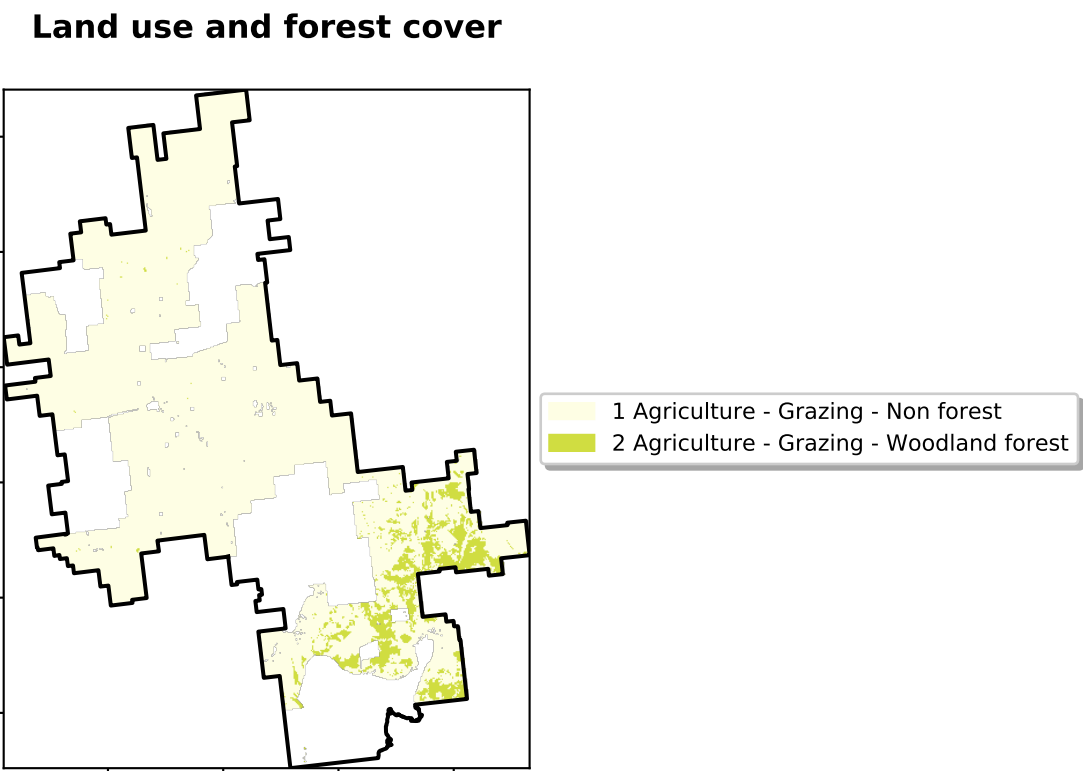 Land use and forest cover
1 Agriculture - Grazing - Non forest
2 Agriculture - Grazing - Woodland forest